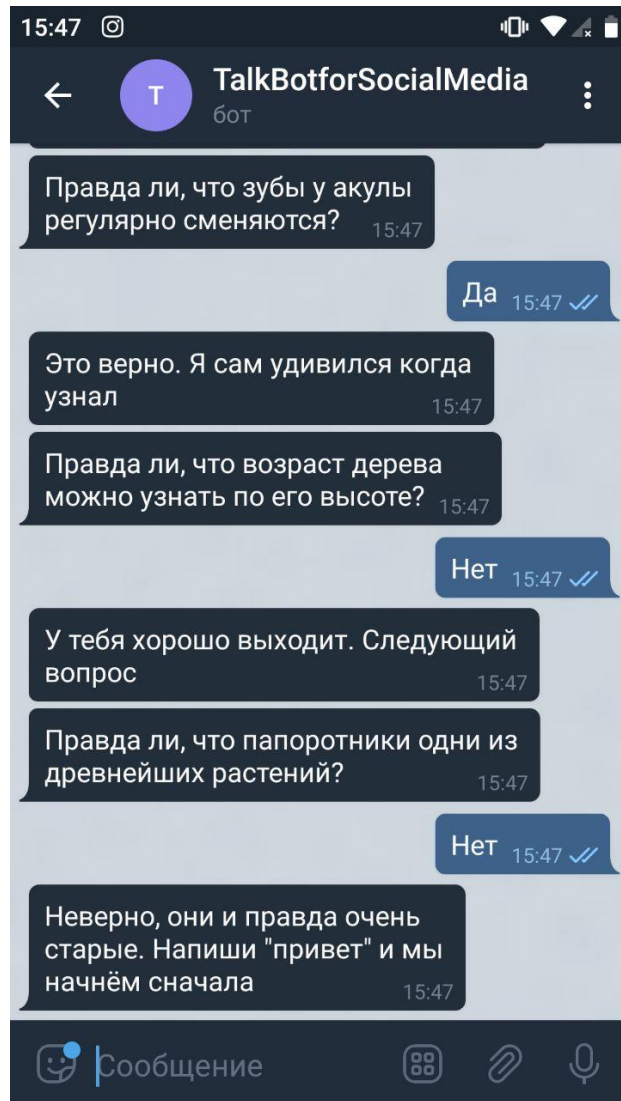 15:47
T
TalkBotforSocialMedia
бот
Правда ли, что зубы у акулы
регулярно сменяются? 15:47
Да 15:47
Это верно. Я сам удивился когда
узнал 15:47
Правда ли, что возраст дерева
можно узнать по его высоте? 15:47
Нет 15:47
У тебя хорошо выходит. Следующий
вопрос 15:47
Правда ли, что папоротники одни из
древнейших растений? 15:47
Нет 15:47
Неверно, они и правда очень
старые. Напиши "привет" и мы
начнём сначала 15:47
Сообщение